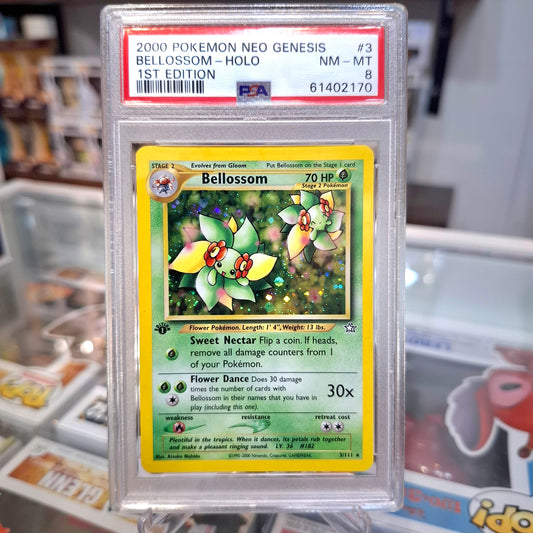 2000 POKEMON NEO GENESIS #3
BELLOSSOM - HOLO NM - MT
1ST EDITION 8
PSA 61402170
STAGE 2 Evolves from Gloom Put Bellossom on the Stage 1 card
Bellossom 70 HP
Stage 2 Pokémon
EDITION
1
Flower Pokémon. Length: 1' 4", Weight: 13 lbs.
Sweet Nectar Flip a coin. If heads,
remove all damage counters from 1
of your Pokémon.
Flower Dance Does 30 damage
times the number of cards with
Bellossom in their names that you have in
play (including this one).
30x
weakness resistance retreat cost
Plentiful in the tropics. When it dances, its petals rub together
and make a pleasant ringing sound. LV. 36 #182
Illus. Atsuko Nishida ©1995-2000 Nintendo, Creatures, GAMEFREAK. 3/111 ★
GLENN